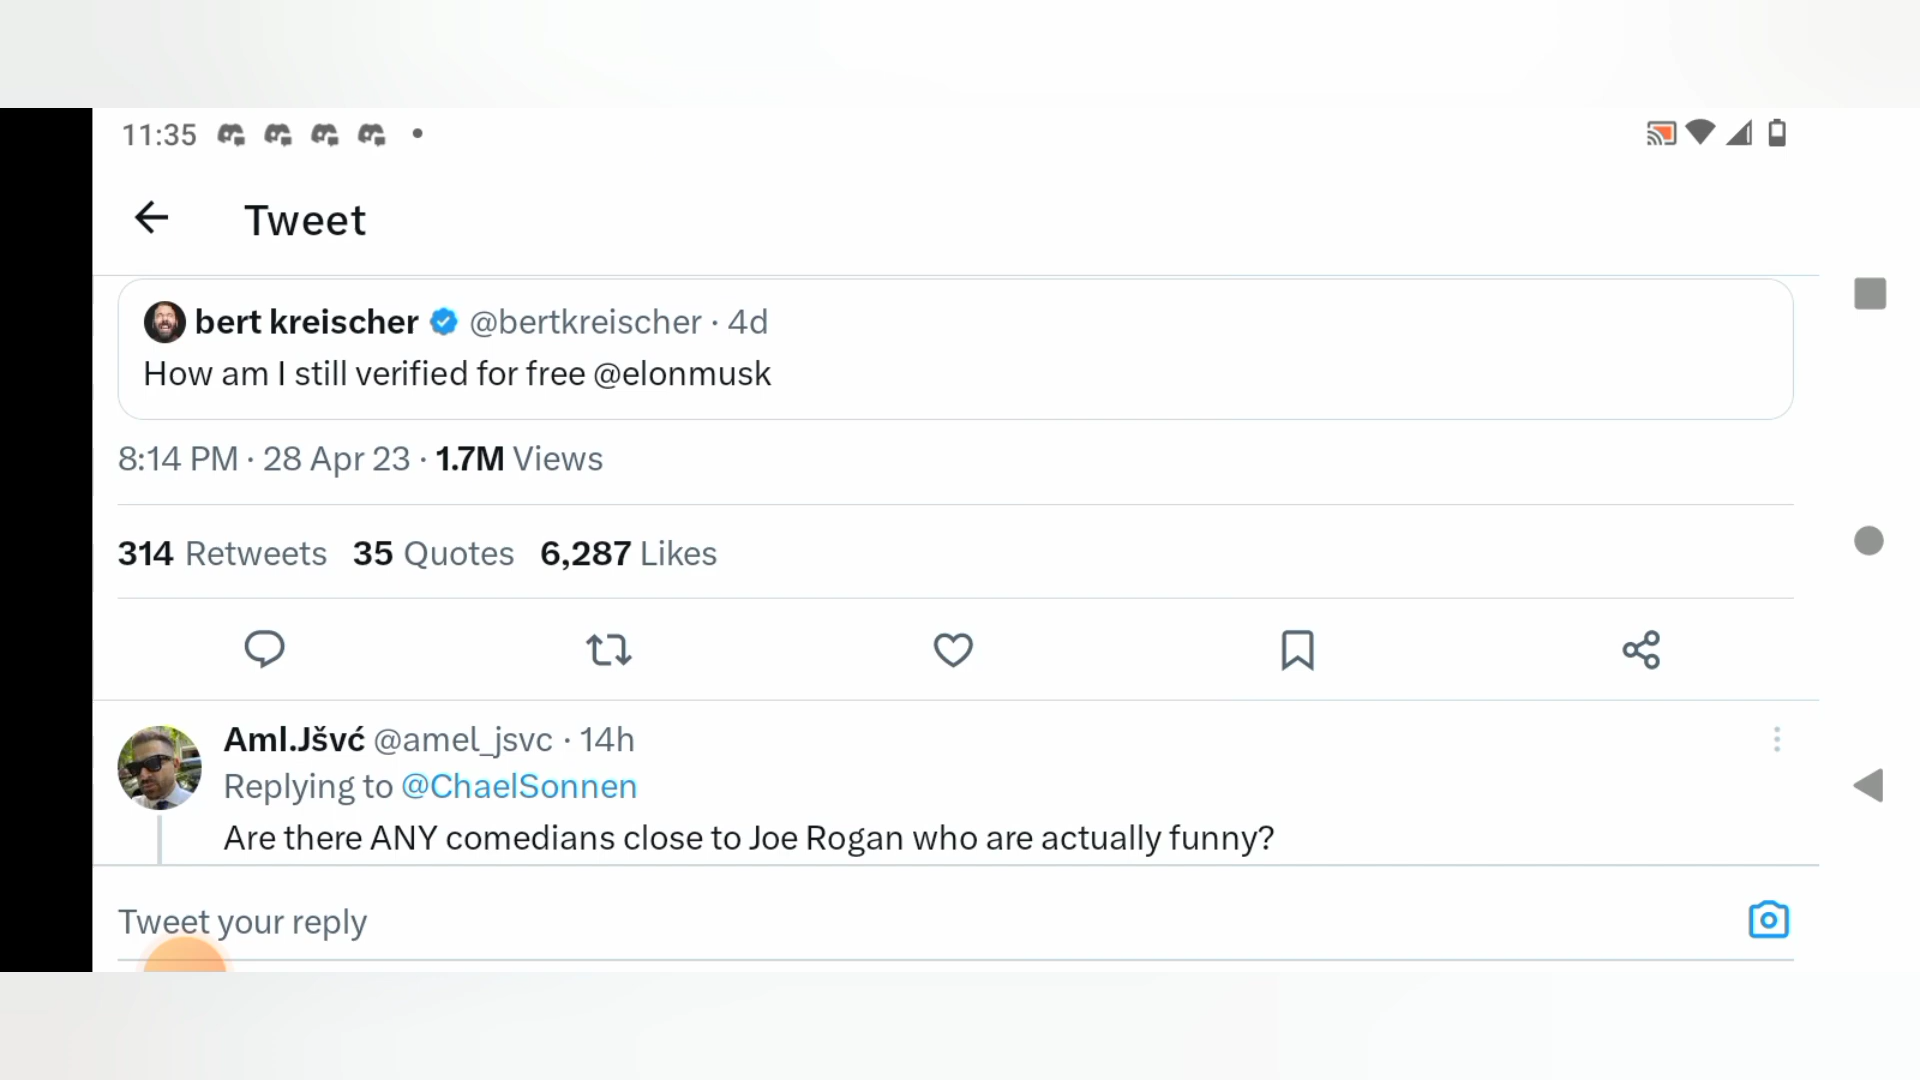 11:35
Tweet
bert kreischer @bertkreischer · 4d
How am I still verified for free @elonmusk
8:14 PM · 28 Apr 23 · 1.7M Views
314 Retweets 35 Quotes 6,287 Likes
Aml.Jšvć @amel_jsvc · 14h
Replying to @ChaelSonnen
Are there ANY comedians close to Joe Rogan who are actually funny?
Tweet your reply